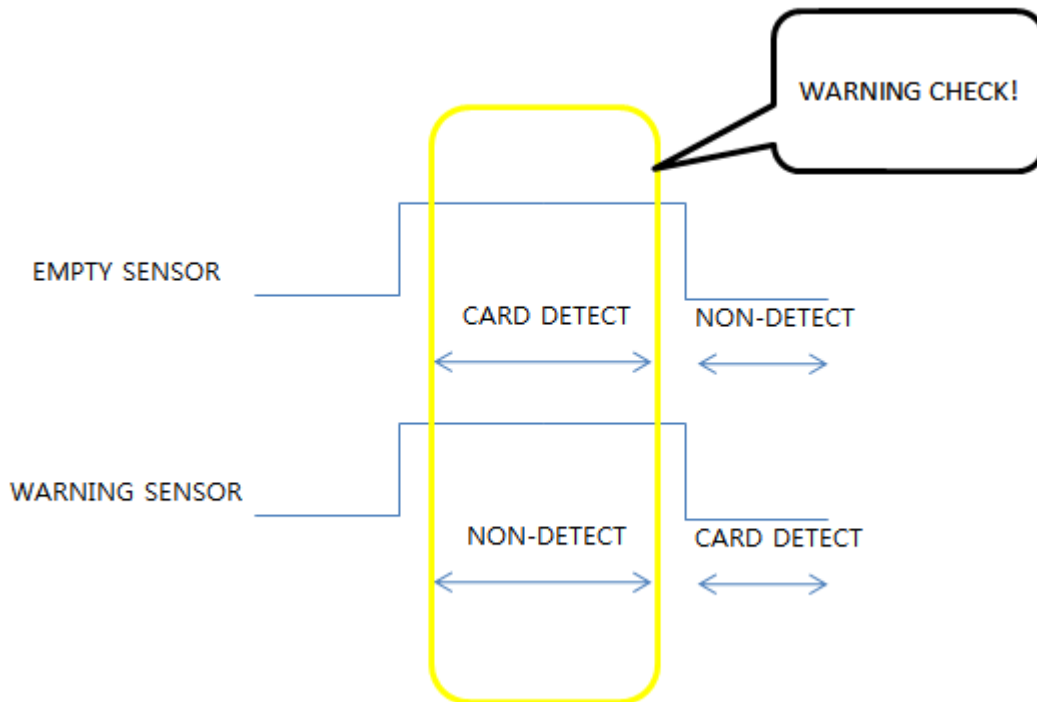 WARNING CHECK!
EMPTY SENSOR
CARD DETECT
NON-DETECT
WARNING SENSOR
NON-DETECT
CARD DETECT